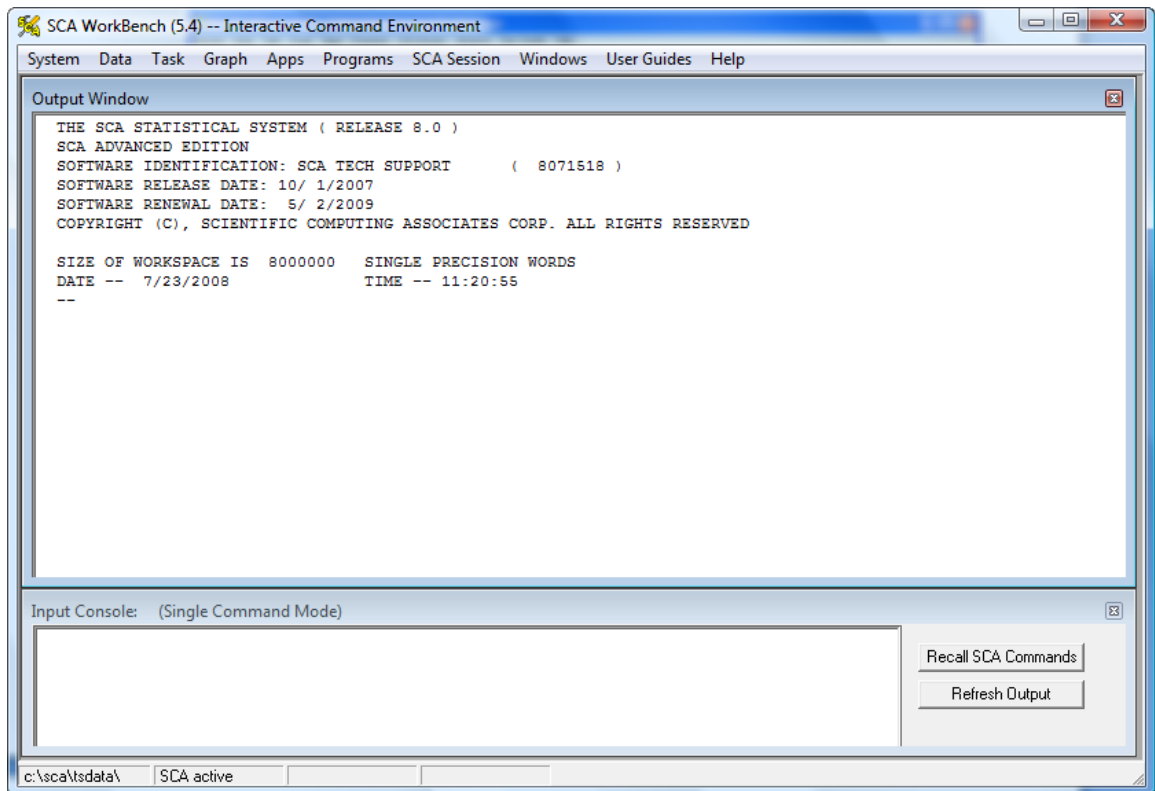 SCA WorkBench (5.4) -- Interactive Command Environment
System Data Task Graph Apps Programs SCA Session Windows User Guides Help
Output Window
THE SCA STATISTICAL SYSTEM ( RELEASE 8.0 )
SCA ADVANCED EDITION
SOFTWARE IDENTIFICATION: SCA TECH SUPPORT ( 8071518 )
SOFTWARE RELEASE DATE: 10/ 1/2007
SOFTWARE RENEWAL DATE: 5/ 2/2009
COPYRIGHT (C), SCIENTIFIC COMPUTING ASSOCIATES CORP. ALL RIGHTS RESERVED
SIZE OF WORKSPACE IS 8000000 SINGLE PRECISION WORDS
DATE -- 7/23/2008 TIME -- 11:20:55
--
Input Console: (Single Command Mode)
Recall SCA Commands
Refresh Output
c:\sca\tsdata\ SCA active